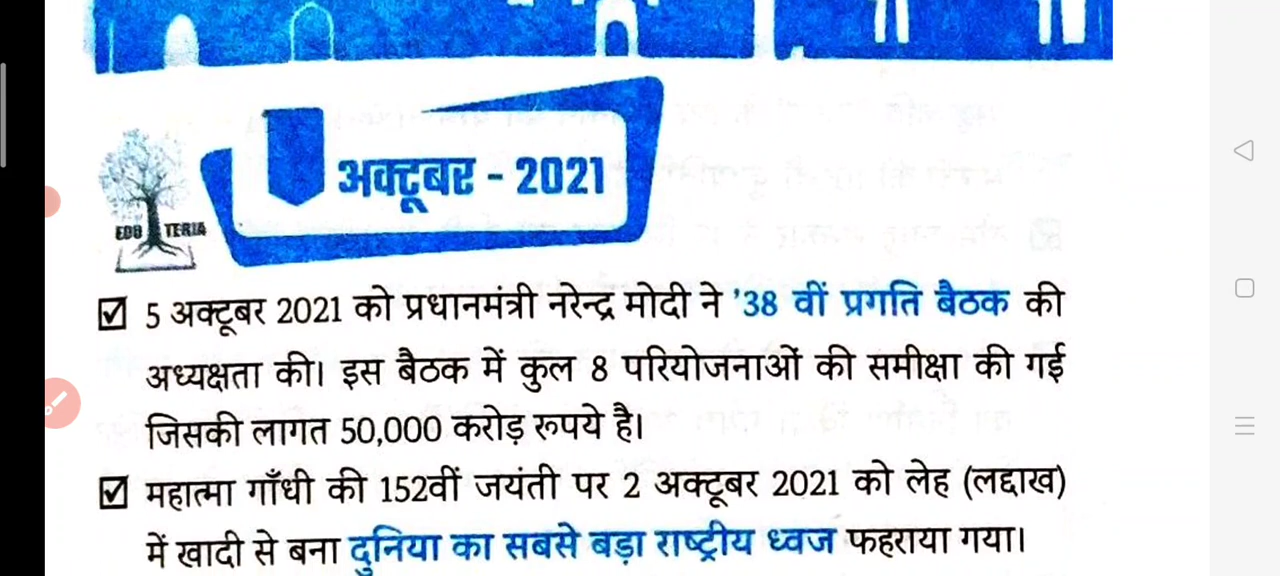 अक्टूबर - 2021
EDU TERIA
5 अक्टूबर 2021 को प्रधानमंत्री नरेन्द्र मोदी ने '38 वीं प्रगति बैठक की
अध्यक्षता की। इस बैठक में कुल 8 परियोजनाओं की समीक्षा की गई
जिसकी लागत 50,000 करोड़ रूपये है।
महात्मा गाँधी की 152वीं जयंती पर 2 अक्टूबर 2021 को लेह (लद्दाख)
में खादी से बना दुनिया का सबसे बड़ा राष्ट्रीय ध्वज फहराया गया।